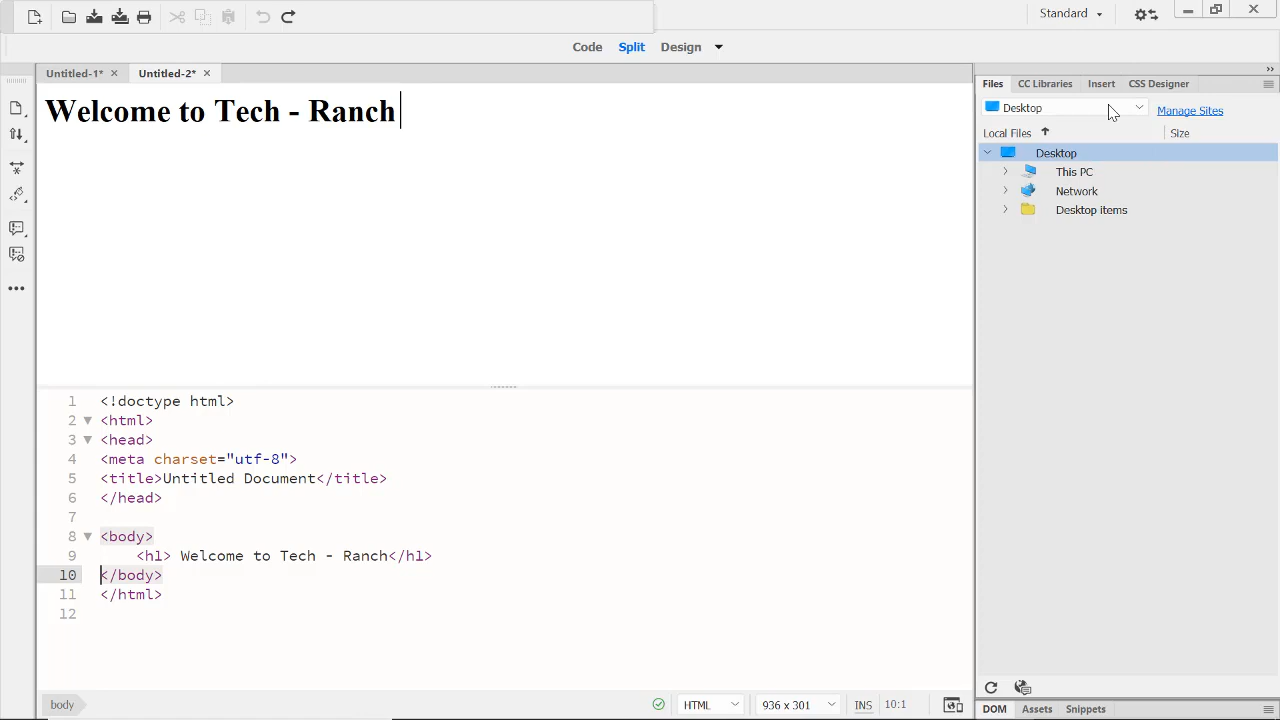 Standard
Code Split Design
Untitled-1* Untitled-2*
Welcome to Tech - Ranch
1 <!doctype html>
2 <html>
3 <head>
4 <meta charset="utf-8">
5 <title>Untitled Document</title>
6 </head>
7
8 <body>
9 <h1> Welcome to Tech - Ranch</h1>
10 </body>
11 </html>
12
body HTML 936 x 301 INS 10:1
Files CC Libraries Insert CSS Designer
Desktop Manage Sites
Local Files Size
Desktop
This PC
Network
Desktop items
DOM Assets Snippets